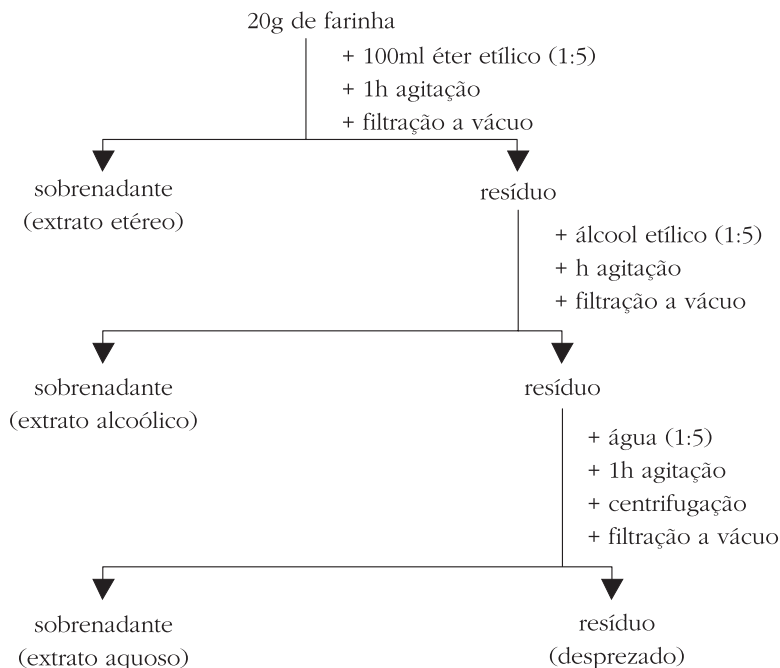 20g de farinha
+ 100ml éter etílico (1:5)
+ 1h agitação
+ filtração a vácuo
sobrenadante
(extrato etéreo)
resíduo
+ álcool etílico (1:5)
+ h agitação
+ filtração a vácuo
sobrenadante
(extrato alcoólico)
resíduo
+ água (1:5)
+ 1h agitação
+ centrifugação
+ filtração a vácuo
sobrenadante
(extrato aquoso)
resíduo
(desprezado)